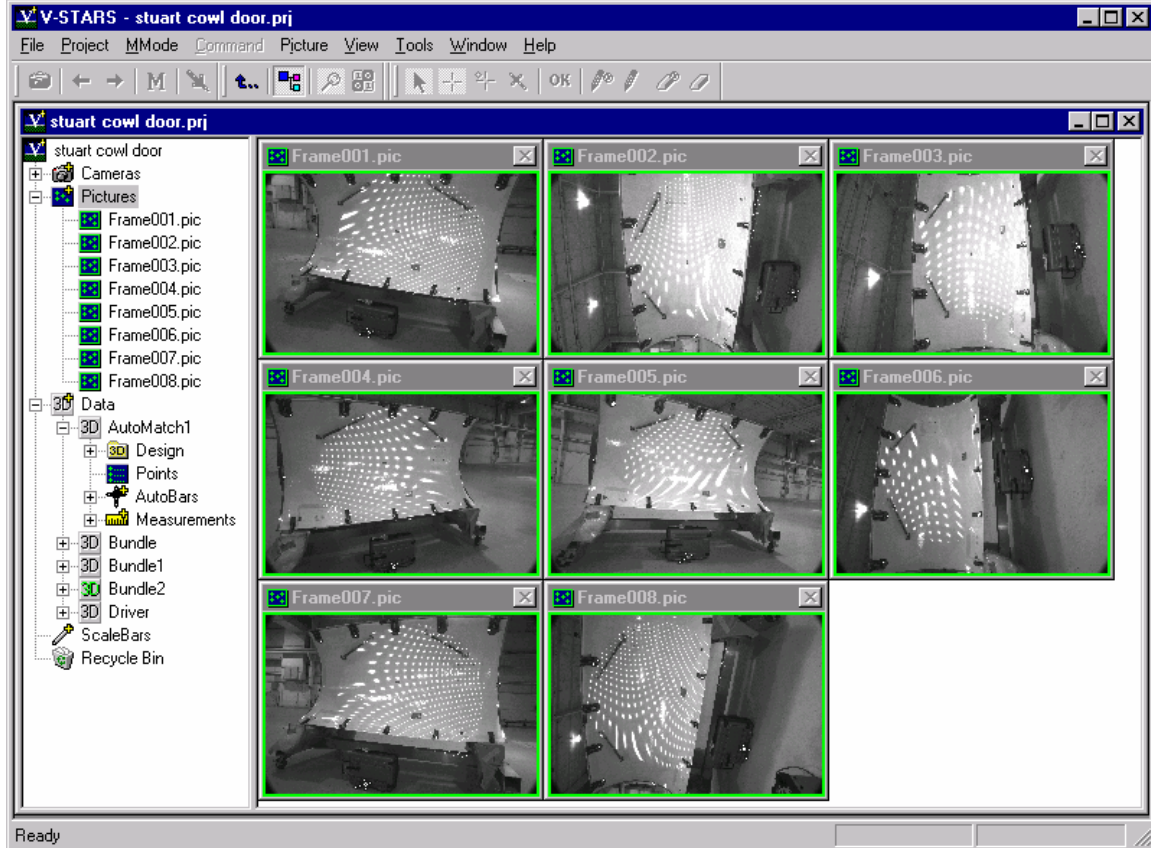 V-STARS - stuart cowl door.prj
File Project MMode Command Picture View Tools Window Help
M OK
stuart cowl door.prj
stuart cowl door
Cameras
Pictures
Frame001.pic
Frame002.pic
Frame003.pic
Frame004.pic
Frame005.pic
Frame006.pic
Frame007.pic
Frame008.pic
3D Data
3D AutoMatch1
3D Design
Points
AutoBars
Measurements
3D Bundle
3D Bundle1
3D Bundle2
3D Driver
ScaleBars
Recycle Bin
Frame001.pic Frame002.pic Frame003.pic
Frame004.pic Frame005.pic Frame006.pic
Frame007.pic Frame008.pic
Ready